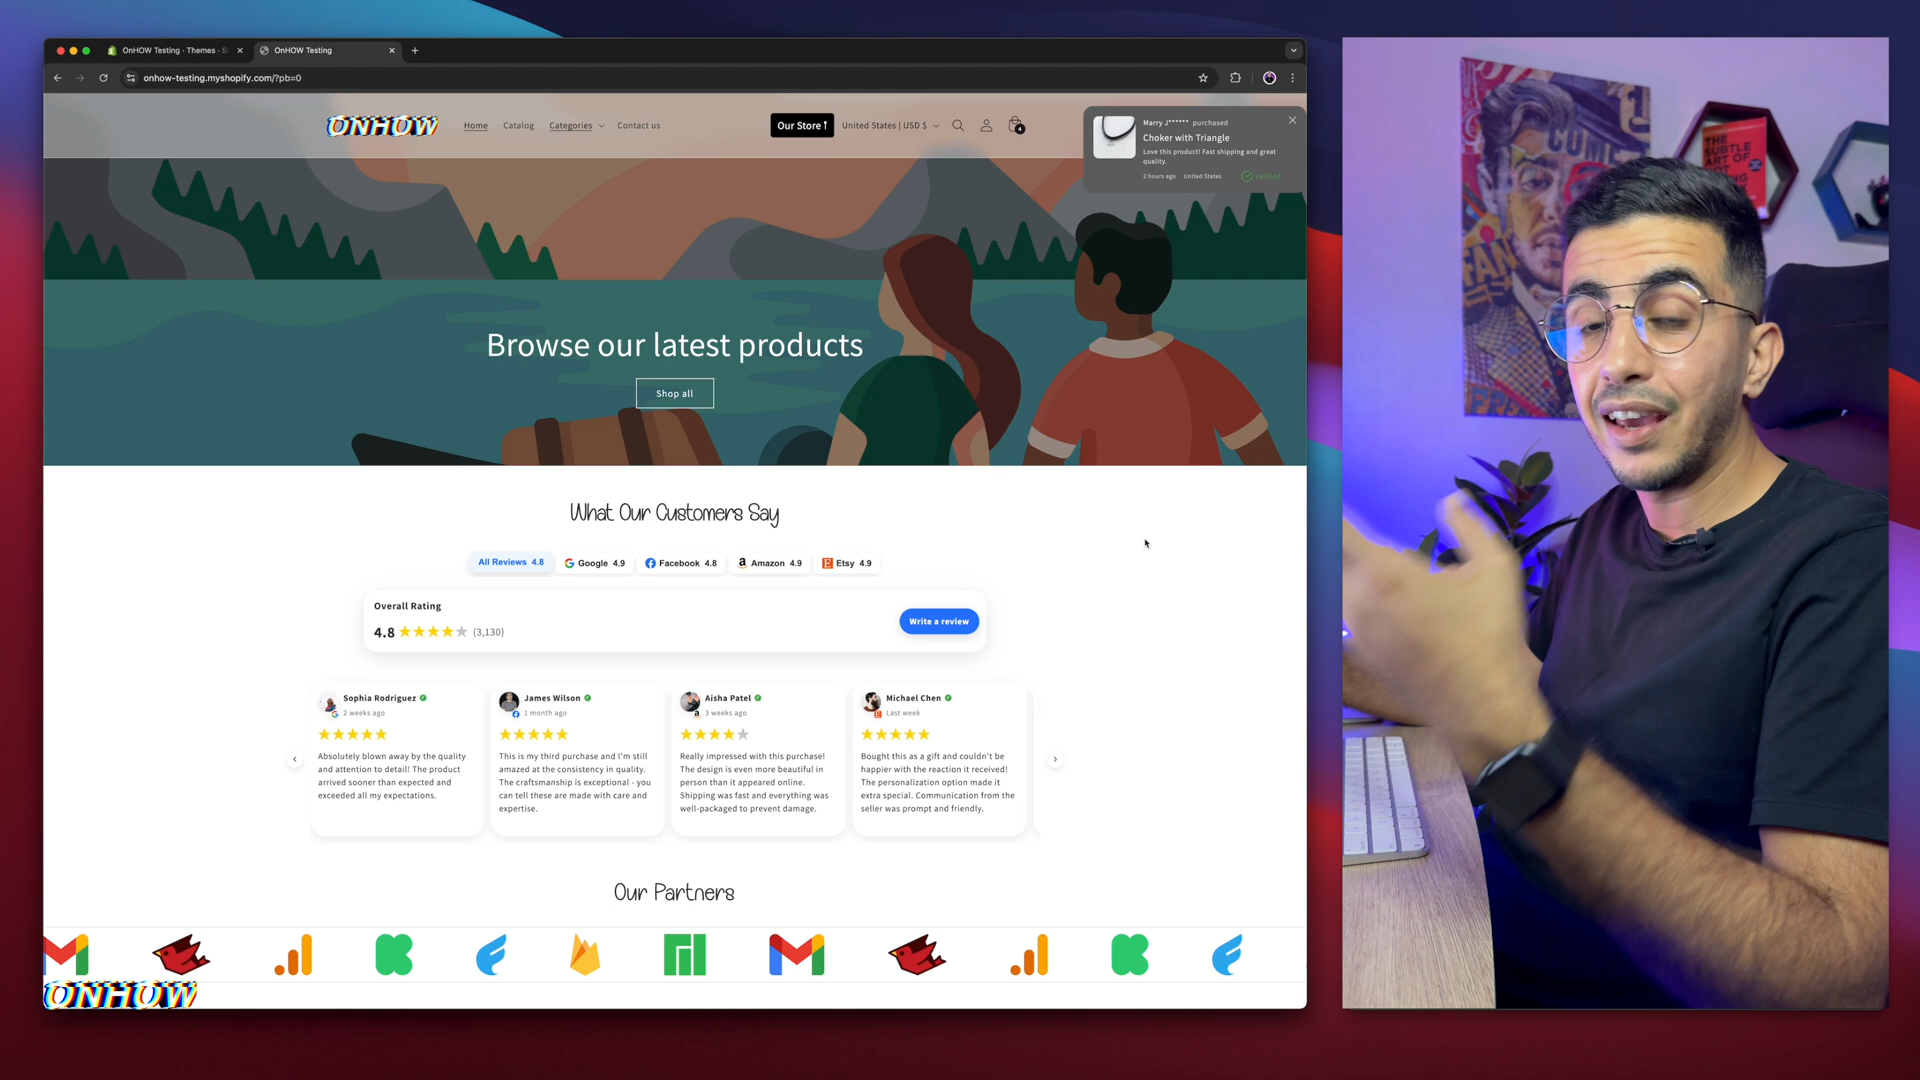 OnHOW Testing · Themes · S
OnHOW Testing
onhow-testing.myshopify.com/?pb=0
ONHOW
Home
Catalog
Categories
Contact us
Our Store !
United States | USD $
4
Marry J****** purchased
Choker with Triangle
Love this product! Fast shipping and great
quality.
2 hours ago
United States
Verified
Browse our latest products
Shop all
What Our Customers Say
All Reviews 4.8
Google 4.9
Facebook 4.8
Amazon 4.9
Etsy 4.9
Overall Rating
4.8
(3,130)
Write a review
Sophia Rodriguez
2 weeks ago
Absolutely blown away by the quality
and attention to detail! The product
arrived sooner than expected and
exceeded all my expectations.
James Wilson
1 month ago
This is my third purchase and I'm still
amazed at the consistency in quality.
The craftsmanship is exceptional - you
can tell these are made with care and
expertise.
Aisha Patel
3 weeks ago
Really impressed with this purchase!
The design is even more beautiful in
person than it appeared online.
Shipping was fast and everything was
well-packaged to prevent damage.
Michael Chen
Last week
Bought this as a gift and couldn't be
happier with the reaction it received!
The personalization option made it
extra special. Communication from the
seller was prompt and friendly.
Our Partners
ONHOW
THE
SUBTLE
ART OF